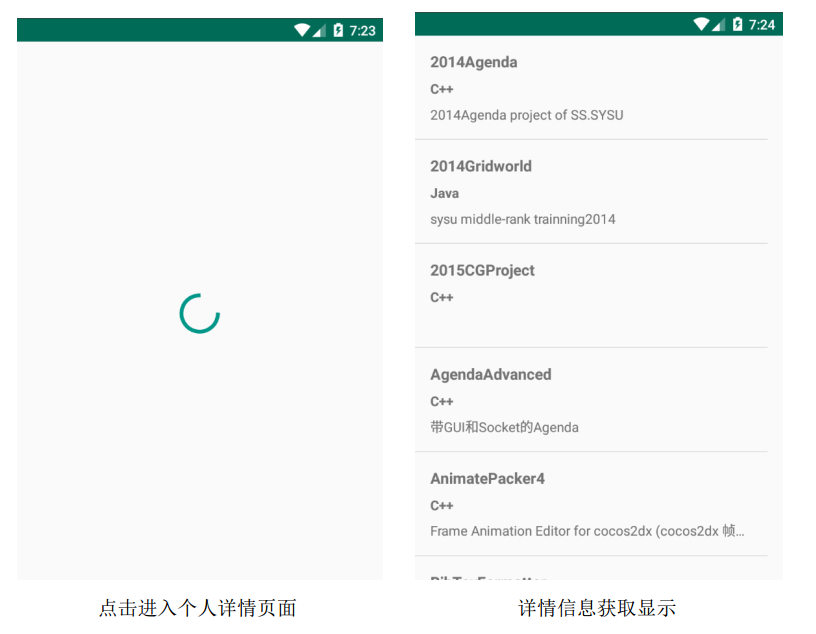 7:23
7:24
2014Agenda
C++
2014Agenda project of SS.SYSU
2014Gridworld
Java
sysu middle-rank trainning2014
2015CGProject
C++
AgendaAdvanced
C++
带GUI和Socket的Agenda
AnimatePacker4
C++
Frame Animation Editor for cocos2dx (cocos2dx 帧...
点击进入个人详情页面
详情信息获取显示